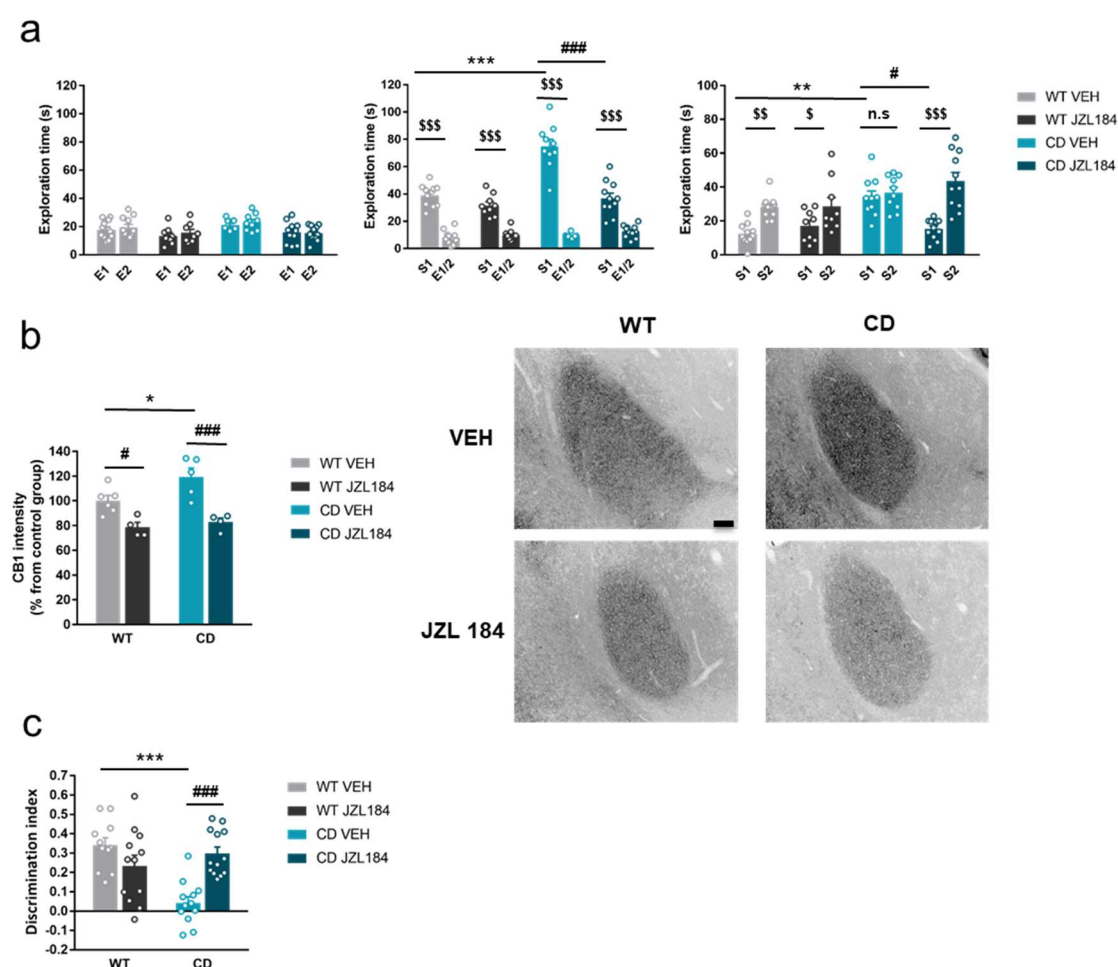 a
Exploration time (s)
120
100
80
60
40
20
0
E1 E2 E1 E2 E1 E2 E1 E2
***
###
$$$ $$$ $$$ $$$
Exploration time (s)
120
100
80
60
40
20
0
S1 E1/2 S1 E1/2 S1 E1/2 S1 E1/2
**
#
$$ $ n.s $$$
Exploration time (s)
100
80
60
40
20
0
S1 S2 S1 S2 S1 S2 S1 S2
WT VEH
WT JZL184
CD VEH
CD JZL184
b
*
#
###
CB1 intensity
(% from control group)
140
120
100
80
60
40
20
0
WT CD
WT VEH
WT JZL184
CD VEH
CD JZL184
WT CD
VEH
JZL 184
c
***
###
Discrimination index
0.7
0.6
0.5
0.4
0.3
0.2
0.1
0.0
-0.1
-0.2
WT CD
WT VEH
WT JZL184
CD VEH
CD JZL184